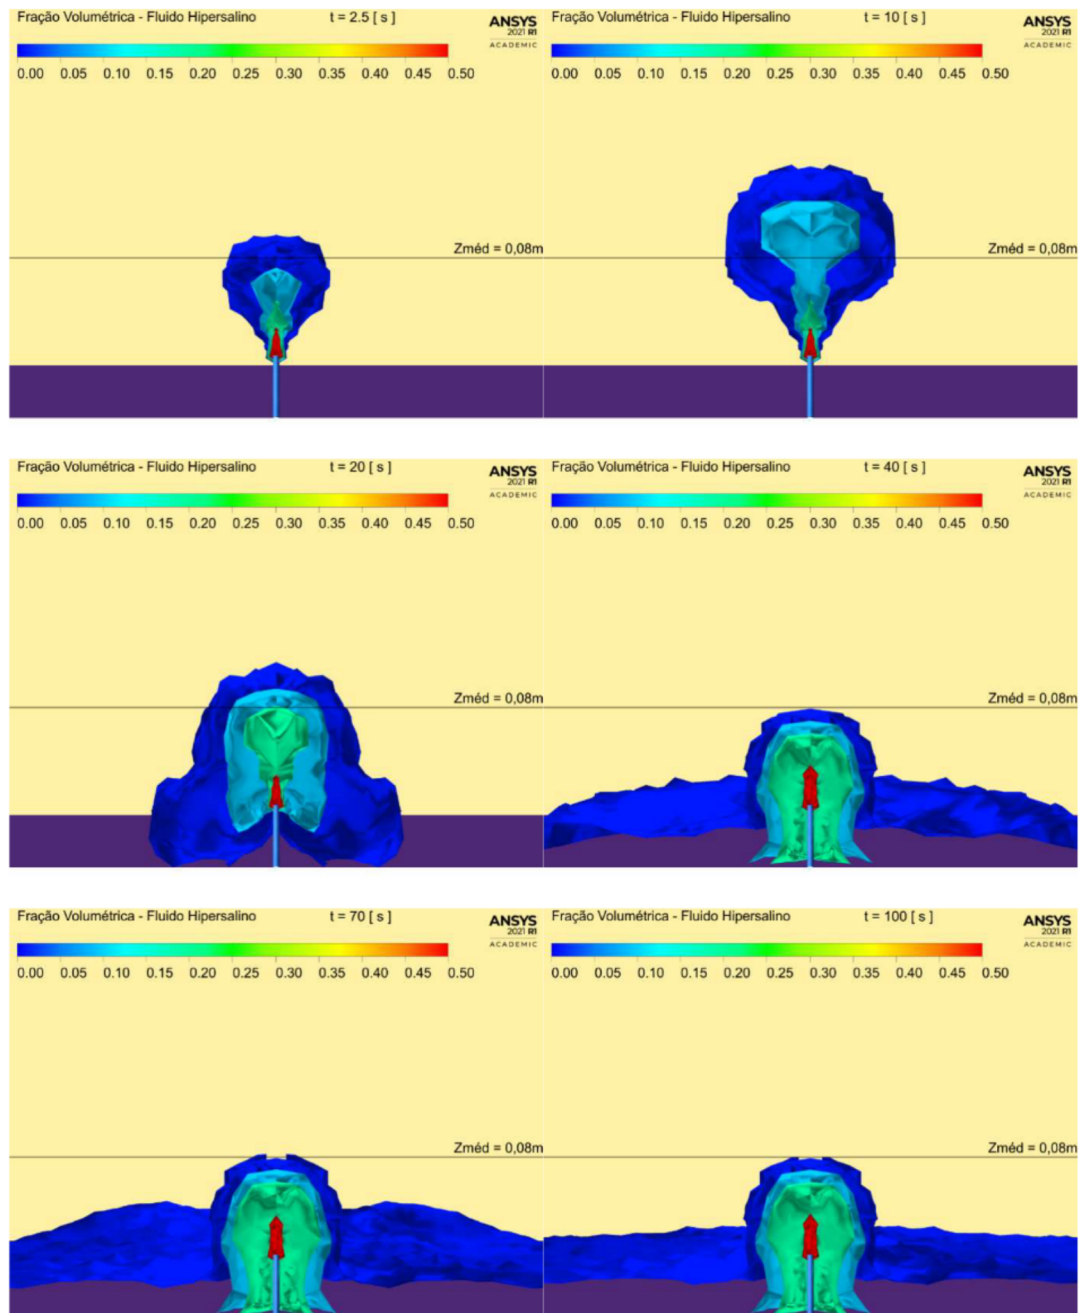 Fração Volumétrica - Fluido Hipersalino t = 2.5 [ s ] ANSYS
2021 R1
ACADEMIC
0.00 0.05 0.10 0.15 0.20 0.25 0.30 0.35 0.40 0.45 0.50
Zméd = 0,08m
Fração Volumétrica - Fluido Hipersalino t = 10 [ s ] ANSYS
2021 R1
ACADEMIC
0.00 0.05 0.10 0.15 0.20 0.25 0.30 0.35 0.40 0.45 0.50
Zméd = 0,08m
Fração Volumétrica - Fluido Hipersalino t = 20 [ s ] ANSYS
2021 R1
ACADEMIC
0.00 0.05 0.10 0.15 0.20 0.25 0.30 0.35 0.40 0.45 0.50
Zméd = 0,08m
Fração Volumétrica - Fluido Hipersalino t = 40 [ s ] ANSYS
2021 R1
ACADEMIC
0.00 0.05 0.10 0.15 0.20 0.25 0.30 0.35 0.40 0.45 0.50
Zméd = 0,08m
Fração Volumétrica - Fluido Hipersalino t = 70 [ s ] ANSYS
2021 R1
ACADEMIC
0.00 0.05 0.10 0.15 0.20 0.25 0.30 0.35 0.40 0.45 0.50
Zméd = 0,08m
Fração Volumétrica - Fluido Hipersalino t = 100 [ s ] ANSYS
2021 R1
ACADEMIC
0.00 0.05 0.10 0.15 0.20 0.25 0.30 0.35 0.40 0.45 0.50
Zméd = 0,08m